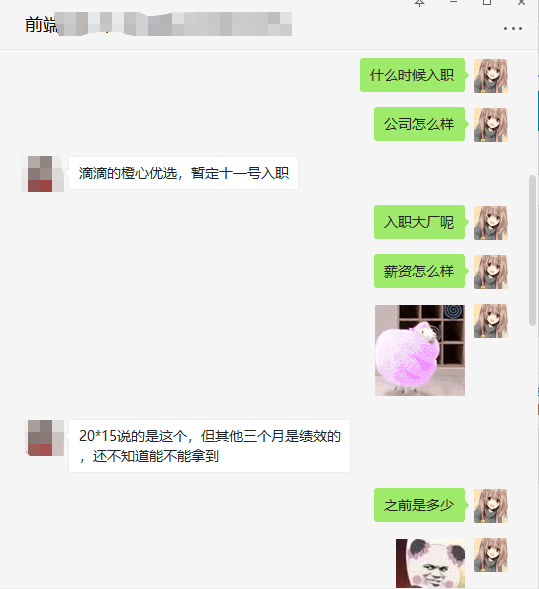 前端
什么时候入职
公司怎么样
滴滴的橙心优选，暂定十一号入职
入职大厂呢
薪资怎么样
20*15说的是这个，但其他三个月是绩效的
，还不知道能不能拿到
之前是多少